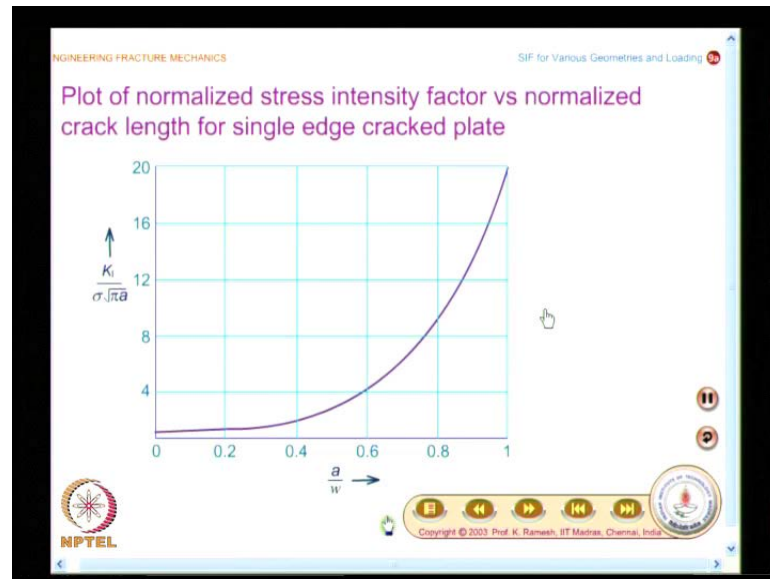 NGINEERING FRACTURE MECHANICS
SIF for Various Geometries and Loading 9a
Plot of normalized stress intensity factor vs normalized
crack length for single edge cracked plate
20
16
12
8
4
K_I
σ√πa
0 0.2 0.4 0.6 0.8 1
a
w
NPTEL
Copyright © 2003 Prof. K. Ramesh, IIT Madras, Chennai, India